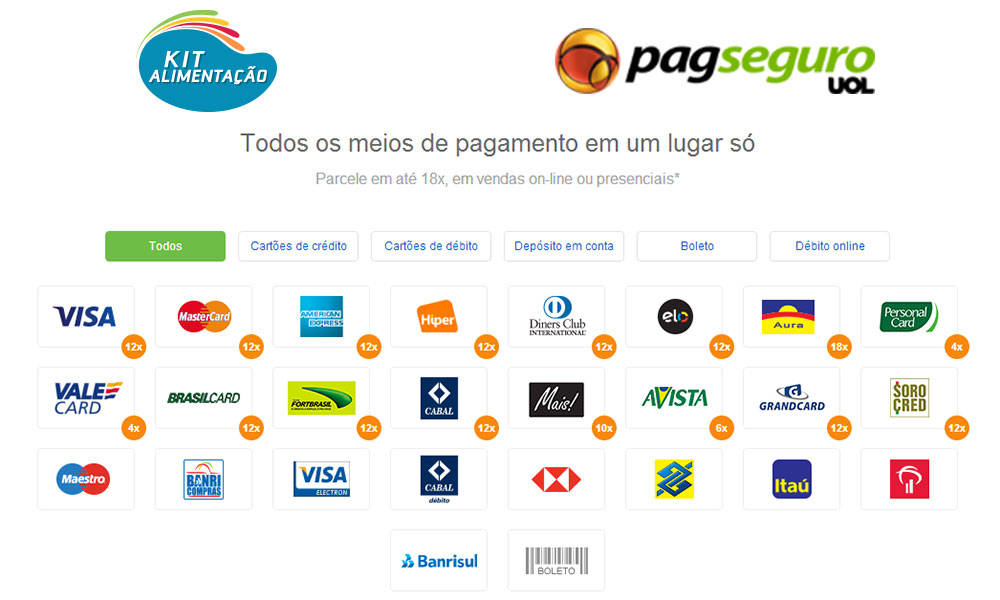 KIT
ALIMENTAÇÃO
pagseguro
UOL
Todos os meios de pagamento em um lugar só
Parcele em até 18x, em vendas on-line ou presenciais*
Todos Cartões de crédito Cartões de débito Depósito em conta Boleto Débito online
VISA MasterCard AMERICAN EXPRESS Hiper Diners Club INTERNATIONAL elo Aura Personal Card
12x 12x 12x 12x 12x 12x 18x 4x
VALE CARD BRASILCARD FORTBRASIL CABAL Mais! AVISTA GRANDCARD SORO CRED
4x 12x 12x 12x 10x 6x 12x 12x
Maestro BANRI COMPRAS VISA ELECTRON CABAL débito Itaú
Banrisul BOLETO